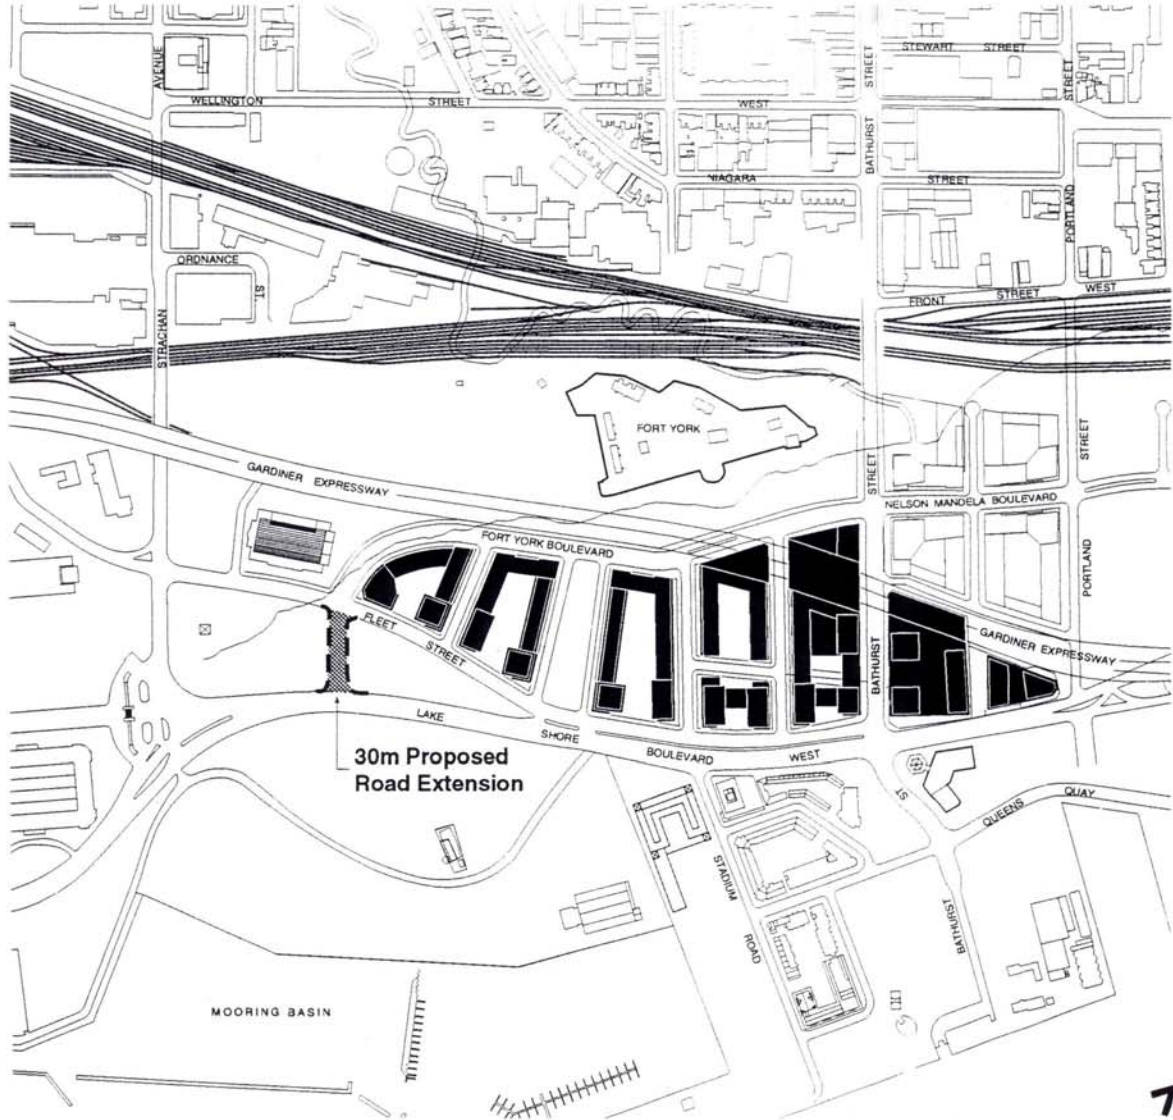 STEWART STREET
AVENUE
STREET
STREET
WELLINGTON STREET WEST
BATHURST
NIAGARA STREET
PORTLAND
ORDNANCE
ST.
FRONT STREET WEST
STRACHAN
FORT YORK
STREET
STREET
GARDINER EXPRESSWAY
NELSON MANDELA BOULEVARD
FORT YORK BOULEVARD
PORTLAND
FLEET
STREET
GARDINER EXPRESSWAY
BATHURST
LAKE SHORE BOULEVARD WEST
30m Proposed
Road Extension
ST
QUEENS QUAY
STADIUM
ROAD
BATHURST
MOORING BASIN
7